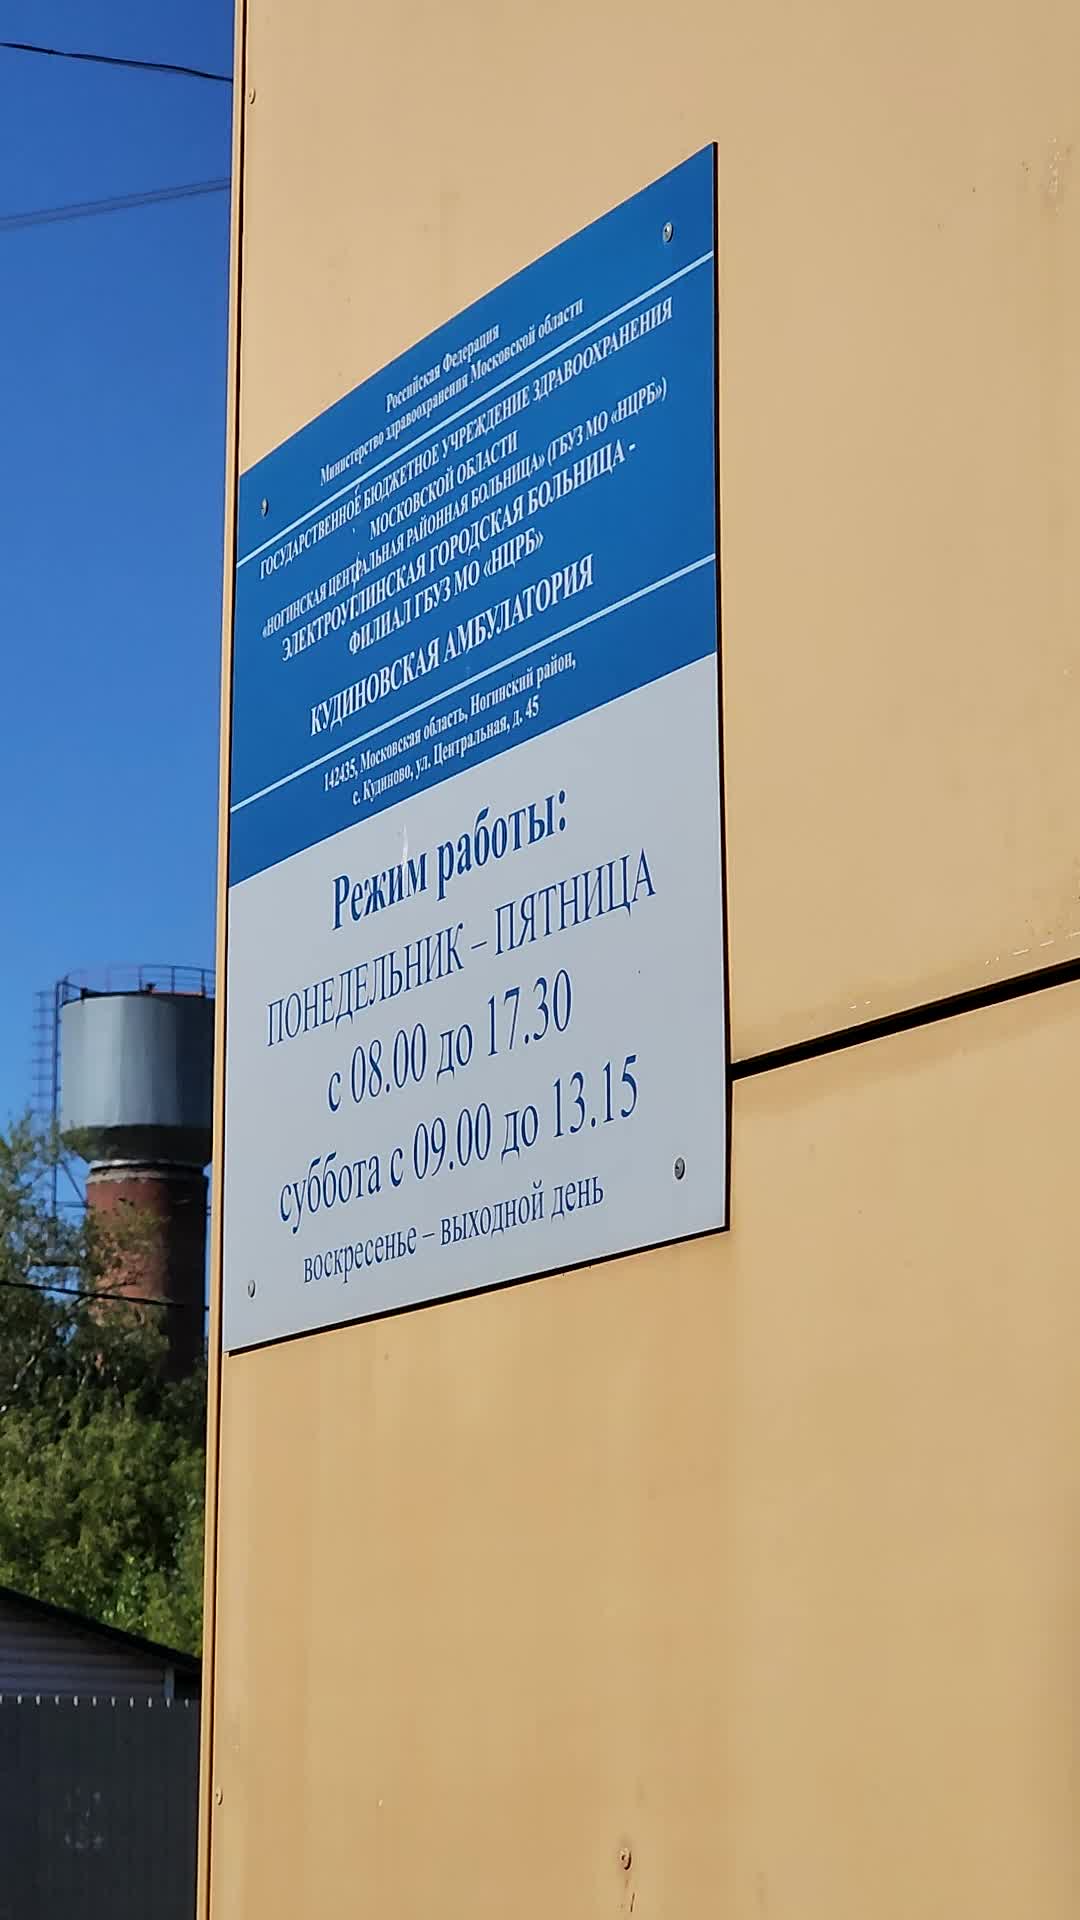 Российская Федерация
Министерство здравоохранения Московской области
ГОСУДАРСТВЕННОЕ БЮДЖЕТНОЕ УЧРЕЖДЕНИЕ ЗДРАВООХРАНЕНИЯ
МОСКОВСКОЙ ОБЛАСТИ
«НОГИНСКАЯ ЦЕНТРАЛЬНАЯ РАЙОННАЯ БОЛЬНИЦА» (ГБУЗ МО «НЦРБ»)
ЭЛЕКТРОУГЛИНСКАЯ ГОРОДСКАЯ БОЛЬНИЦА -
ФИЛИАЛ ГБУЗ МО «НЦРБ»
КУДИНОВСКАЯ АМБУЛАТОРИЯ
142435, Московская область, Ногинский район,
с. Кудиново, ул. Центральная, д. 45
Режим работы:
ПОНЕДЕЛЬНИК – ПЯТНИЦА
с 08.00 до 17.30
суббота с 09.00 до 13.15
воскресенье – выходной день